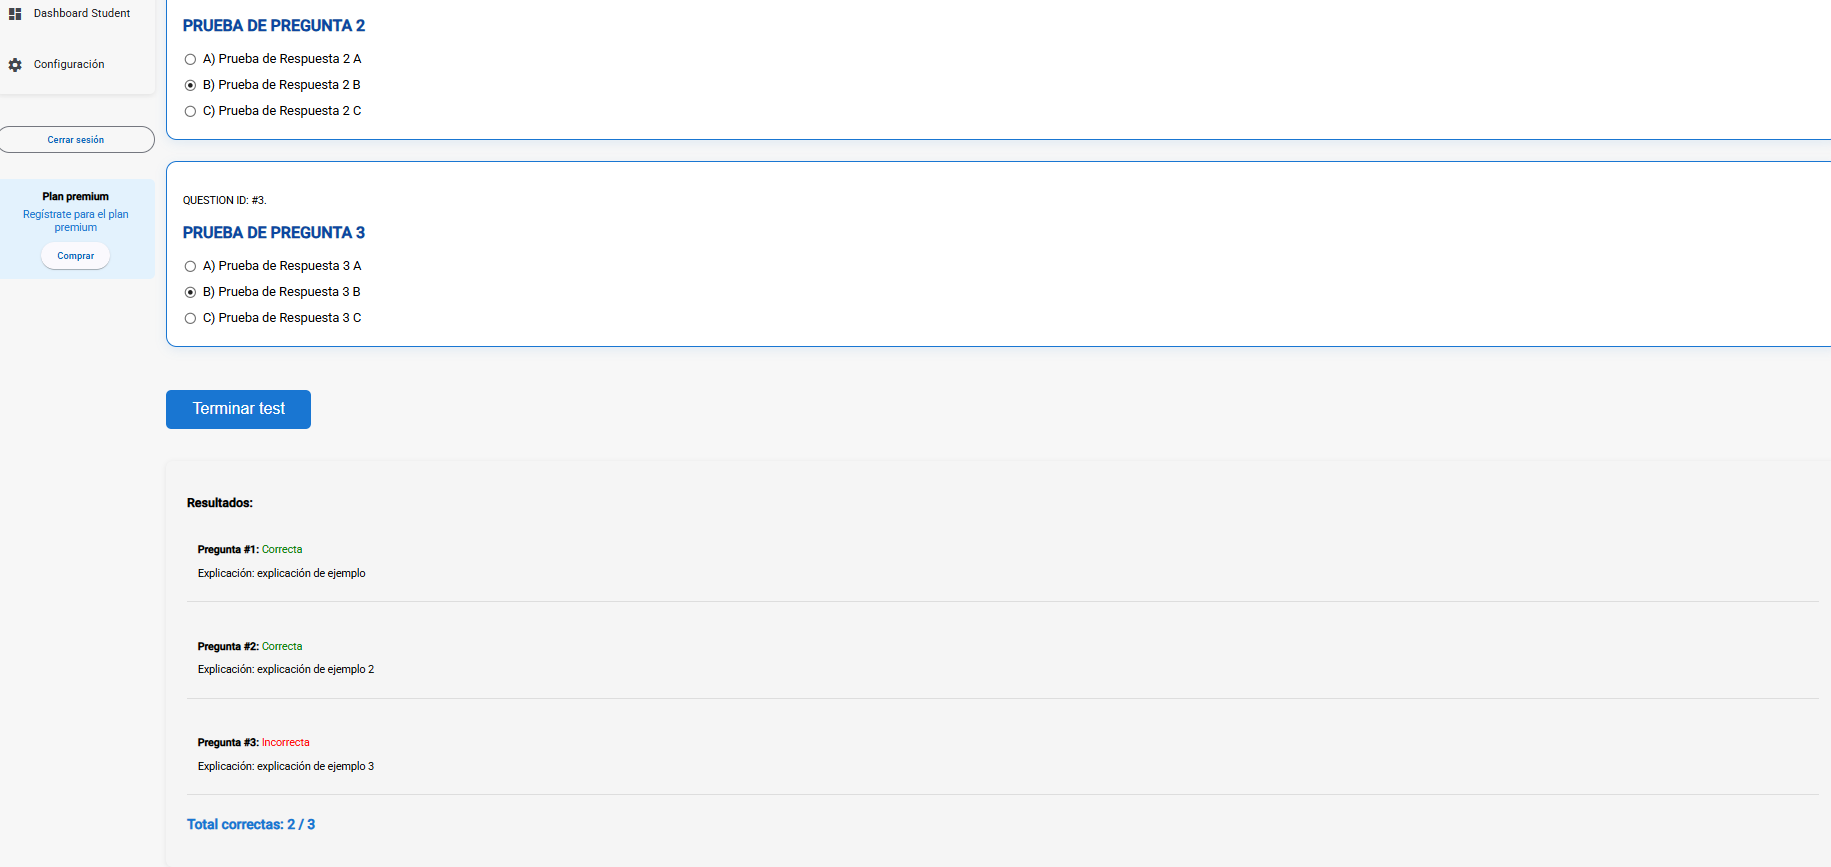 Dashboard Student
Configuración
Cerrar sesión
Plan premium
Regístrate para el plan
premium
Comprar
PRUEBA DE PREGUNTA 2
A) Prueba de Respuesta 2 A
B) Prueba de Respuesta 2 B
C) Prueba de Respuesta 2 C
QUESTION ID: #3.
PRUEBA DE PREGUNTA 3
A) Prueba de Respuesta 3 A
B) Prueba de Respuesta 3 B
C) Prueba de Respuesta 3 C
Terminar test
Resultados:
Pregunta #1: Correcta
Explicación: explicación de ejemplo
Pregunta #2: Correcta
Explicación: explicación de ejemplo 2
Pregunta #3: Incorrecta
Explicación: explicación de ejemplo 3
Total correctas: 2 / 3